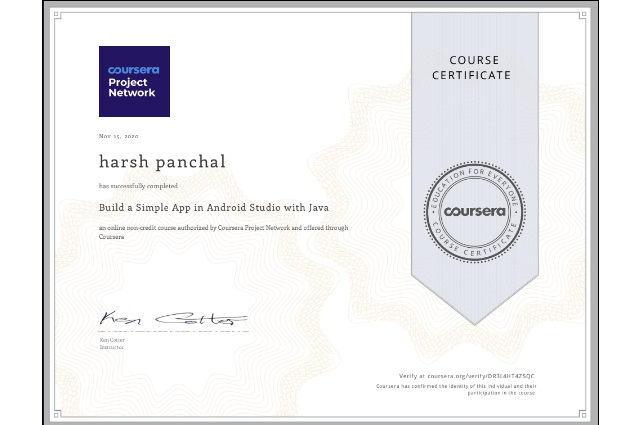 coursera
Project
Network
COURSE
CERTIFICATE
Nov 15, 2020
harsh panchal
has successfully completed
Build a Simple App in Android Studio with Java
an online non-credit course authorized by Coursera Project Network and offered through
Coursera
EDUCATION FOR EVERYONE
coursera
COURSE CERTIFICATE
Ken Cotter
Ken Cotter
Instructor
Verify at coursera.org/verify/
Coursera has confirmed the identity of this individual and their
participation in the course